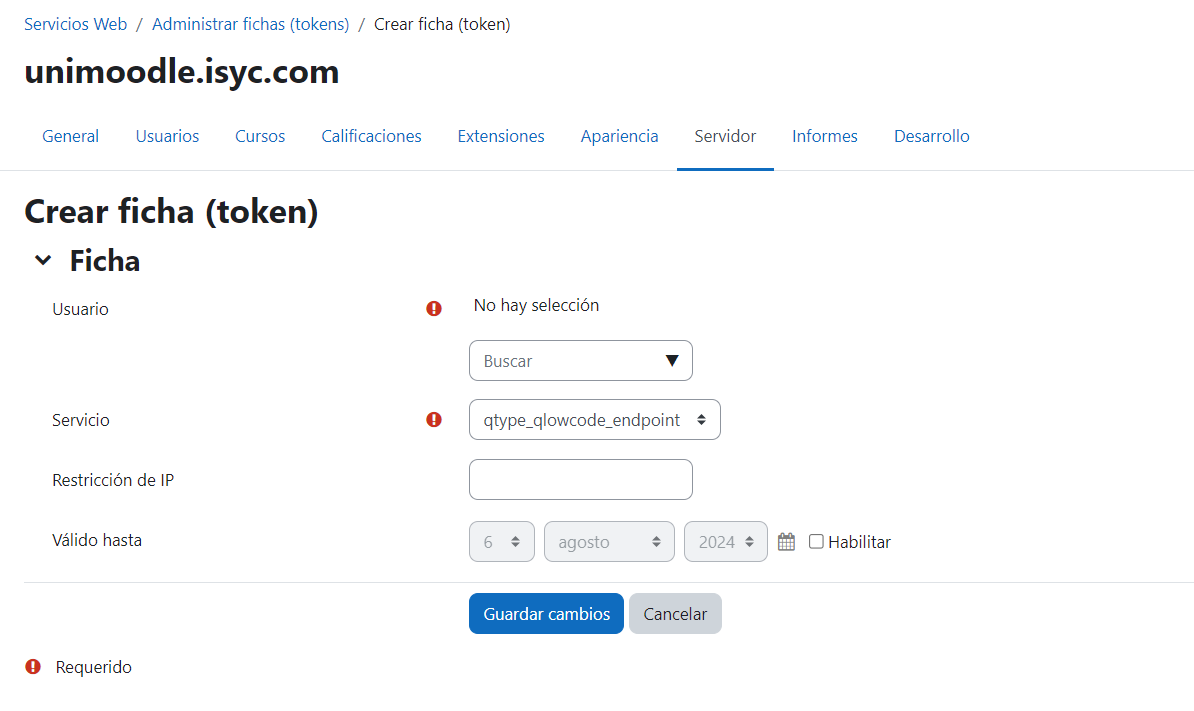 Servicios Web / Administrar fichas (tokens) / Crear ficha (token)
unimoodle.isyc.com
General Usuarios Cursos Calificaciones Extensiones Apariencia Servidor Informes Desarrollo
Crear ficha (token)
Ficha
Usuario No hay selección
Buscar
Servicio qtype_qlowcode_endpoint
Restricción de IP
Válido hasta 6 agosto 2024 Habilitar
Guardar cambios Cancelar
Requerido